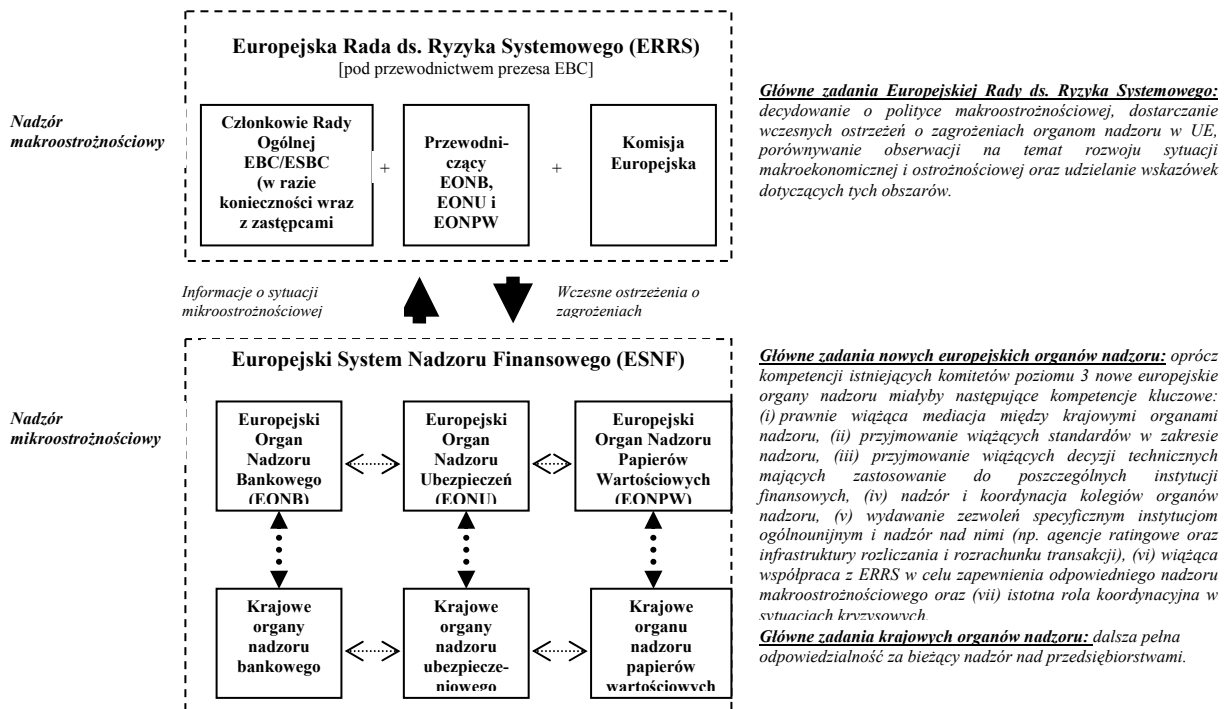 Europejska Rada ds. Ryzyka Systemowego (ERRS)
[pod przewodnictwem prezesa EBC]
Nadzór
makroostrożnościowy
Członkowie Rady
Ogólnej
EBC/ESBC
(w razie
konieczności wraz
z zastępcami
+
Przewodni-
czący
EONB,
EONU i
EONPW
+
Komisja
Europejska
Główne zadania Europejskiej Rady ds. Ryzyka Systemowego:
decydowanie o polityce makroostrożnościowej, dostarczanie
wczesnych ostrzeżeń o zagrożeniach organom nadzoru w UE,
porównywanie obserwacji na temat rozwoju sytuacji
makroekonomicznej i ostrożnościowej oraz udzielanie wskazówek
dotyczących tych obszarów.
Informacje o sytuacji
mikroostrożnościowej
Wczesne ostrzeżenia o
zagrożeniach
Europejski System Nadzoru Finansowego (ESNF)
Nadzór
mikroostrożnościowy
Europejski
Organ
Nadzoru
Bankowego
(EONB)
Europejski
Organ
Nadzoru
Ubezpieczeń
(EONU)
Europejski
Organ Nadzoru
Papierów
Wartościowych
(EONPW)
Krajowe
organy
nadzoru
bankowego
Krajowe
organy
nadzoru
ubezpiecze-
niowego
Krajowe
organu
nadzoru
papierów
wartościowych
Główne zadania nowych europejskich organów nadzoru: oprócz
kompetencji istniejących komitetów poziomu 3 nowe europejskie
organy nadzoru miałyby następujące kompetencje kluczowe:
(i) prawnie wiążąca mediacja między krajowymi organami
nadzoru, (ii) przyjmowanie wiążących standardów w zakresie
nadzoru, (iii) przyjmowanie wiążących decyzji technicznych
mających zastosowanie do poszczególnych instytucji
finansowych, (iv) nadzór i koordynacja kolegiów organów
nadzoru, (v) wydawanie zezwoleń specyficznym instytucjom
ogólnounijnym i nadzór nad nimi (np. agencje ratingowe oraz
infrastruktury rozliczania i rozrachunku transakcji), (vi) wiążąca
współpraca z ERRS w celu zapewnienia odpowiedniego nadzoru
makroostrożnościowego oraz (vii) istotna rola koordynacyjna w
sytuacjach kryzysowych.
Główne zadania krajowych organów nadzoru: dalsza pełna
odpowiedzialność za bieżący nadzór nad przedsiębiorstwami.